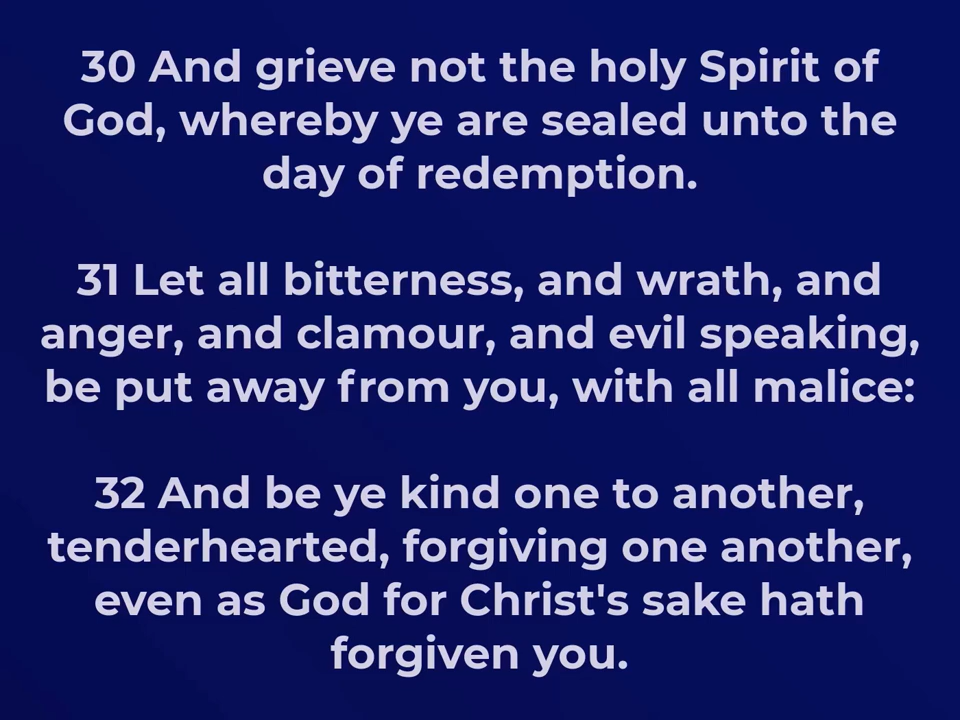 30 And grieve not the holy Spirit of
God, whereby ye are sealed unto the
day of redemption.
31 Let all bitterness, and wrath, and
anger, and clamour, and evil speaking,
be put away from you, with all malice:
32 And be ye kind one to another,
tenderhearted, forgiving one another,
even as God for Christ's sake hath
forgiven you.